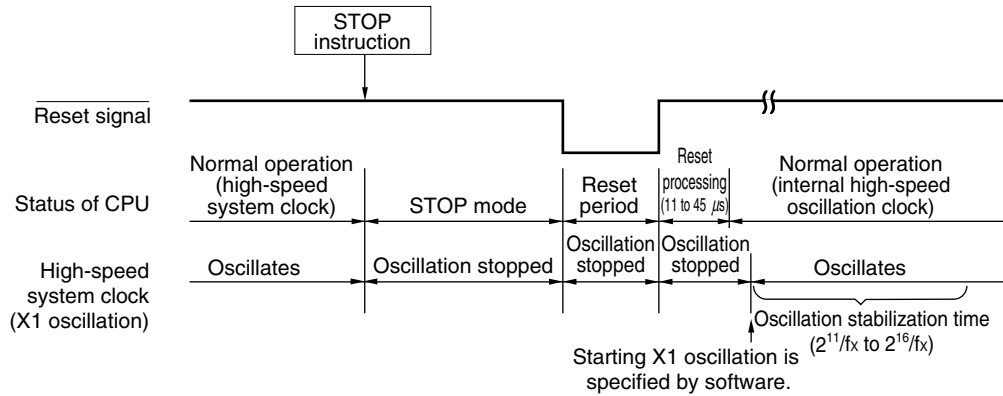 STOP
instruction
Reset signal
Normal operation
(high-speed
system clock)
STOP mode
Reset
period
Reset
processing
(11 to 45 μs)
Normal operation
(internal high-speed
oscillation clock)
Status of CPU
Oscillates
Oscillation stopped
Oscillation
stopped
Oscillation
stopped
Oscillates
High-speed
system clock
(X1 oscillation)
Oscillation stabilization time
(2¹¹/fx to 2¹⁶/fx)
Starting X1 oscillation is
specified by software.